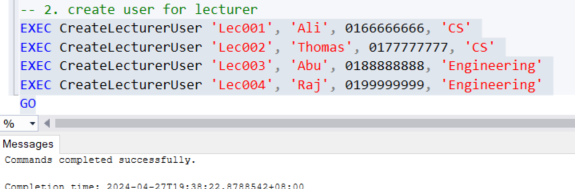 -- 2. create user for lecturer
EXEC CreateLecturerUser 'Lec001', 'Ali', 0166666666, 'CS'
EXEC CreateLecturerUser 'Lec002', 'Thomas', 0177777777, 'CS'
EXEC CreateLecturerUser 'Lec003', 'Abu', 0188888888, 'Engineering'
EXEC CreateLecturerUser 'Lec004', 'Raj', 0199999999, 'Engineering'
GO
%
Messages
Commands completed successfully.
Completion time: 2024-04-27T19:38:22.8788542+08:00